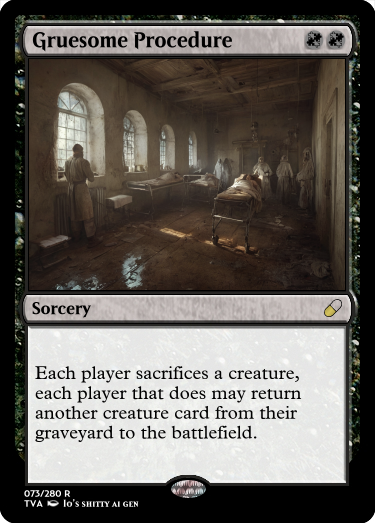 Gruesome Procedure
Sorcery
Each player sacrifices a creature,
each player that does may return
another creature card from their
graveyard to the battlefield.
073/280 R
TVA Io's SHITTY AI GEN